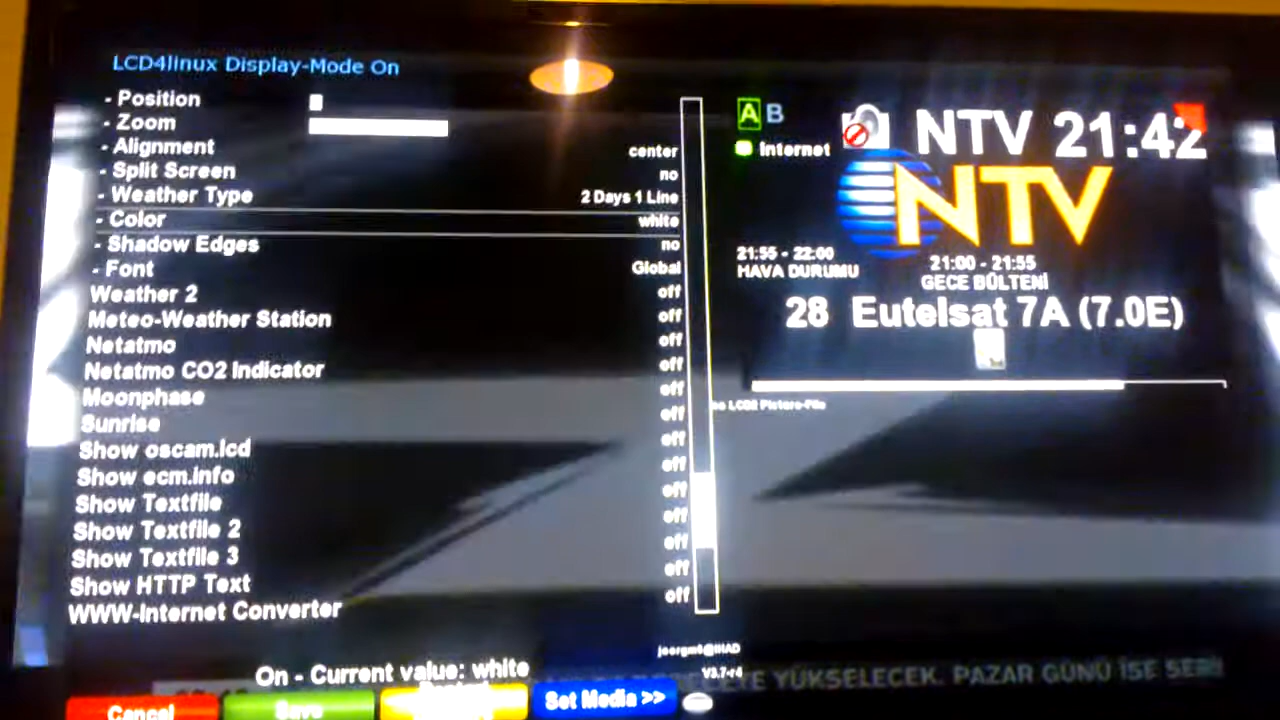 LCD4linux Display-Mode On
- Position
- Zoom
- Alignment center
- Split Screen no
- Weather Type 2 Days 1 Line
- Color white
- Shadow Edges no
- Font Global
Weather 2 off
Meteo-Weather Station off
Netatmo off
Netatmo CO2 Indicator off
Moonphase off
Sunrise off
Show oscam.lcd off
Show ecm.info off
Show Textfile off
Show Textfile 2 off
Show Textfile 3 off
Show HTTP Text off
WWW-Internet Converter off
On - Current value: white
Cancel
Save
Set Media >>
V3.7-r4
A B
Internet
NTV 21:42
NTV
21:55 - 22:00
HAVA DURUMU
21:00 - 21:55
GECE BÜLTENİ
28 Eutelsat 7A (7.0E)
no LCD2 Picture-File
YÜKSELECEK. PAZAR GÜNÜ İSE